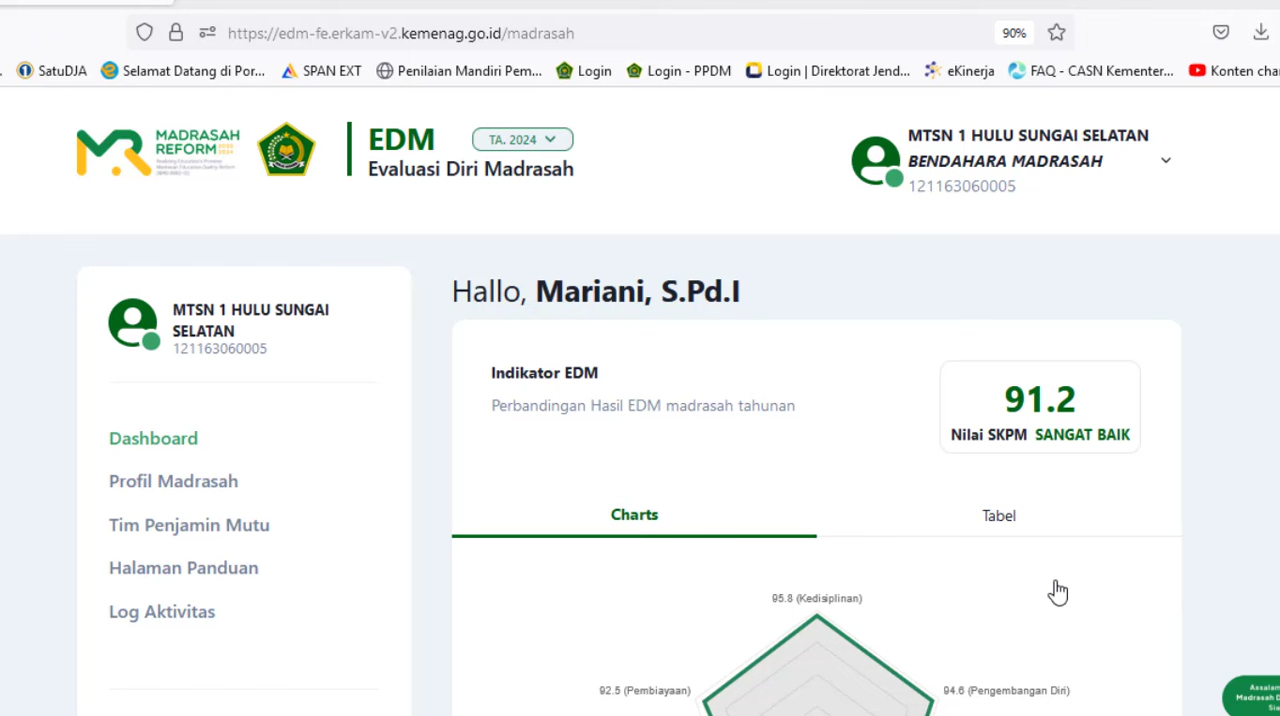 https://edm-fe.erkam-v2.kemenag.go.id/madrasah
90%
SatuDJA
Selamat Datang di Por...
SPAN EXT
Penilaian Mandiri Pem...
Login
Login - PPDM
Login | Direktorat Jend...
eKinerja
FAQ - CASN Kementer...
Konten cha
MADRASAH
REFORM
EDM
TA. 2024
Evaluasi Diri Madrasah
MTSN 1 HULU SUNGAI SELATAN
BENDAHARA MADRASAH
121163060005
MTSN 1 HULU SUNGAI
SELATAN
121163060005
Dashboard
Profil Madrasah
Tim Penjamin Mutu
Halaman Panduan
Log Aktivitas
Hallo, Mariani, S.Pd.I
Indikator EDM
Perbandingan Hasil EDM madrasah tahunan
91.2
Nilai SKPM SANGAT BAIK
Charts
Tabel
95.8 (Kedisiplinan)
92.5 (Pembiayaan)
94.6 (Pengembangan Diri)
Assalam
Madrasah D